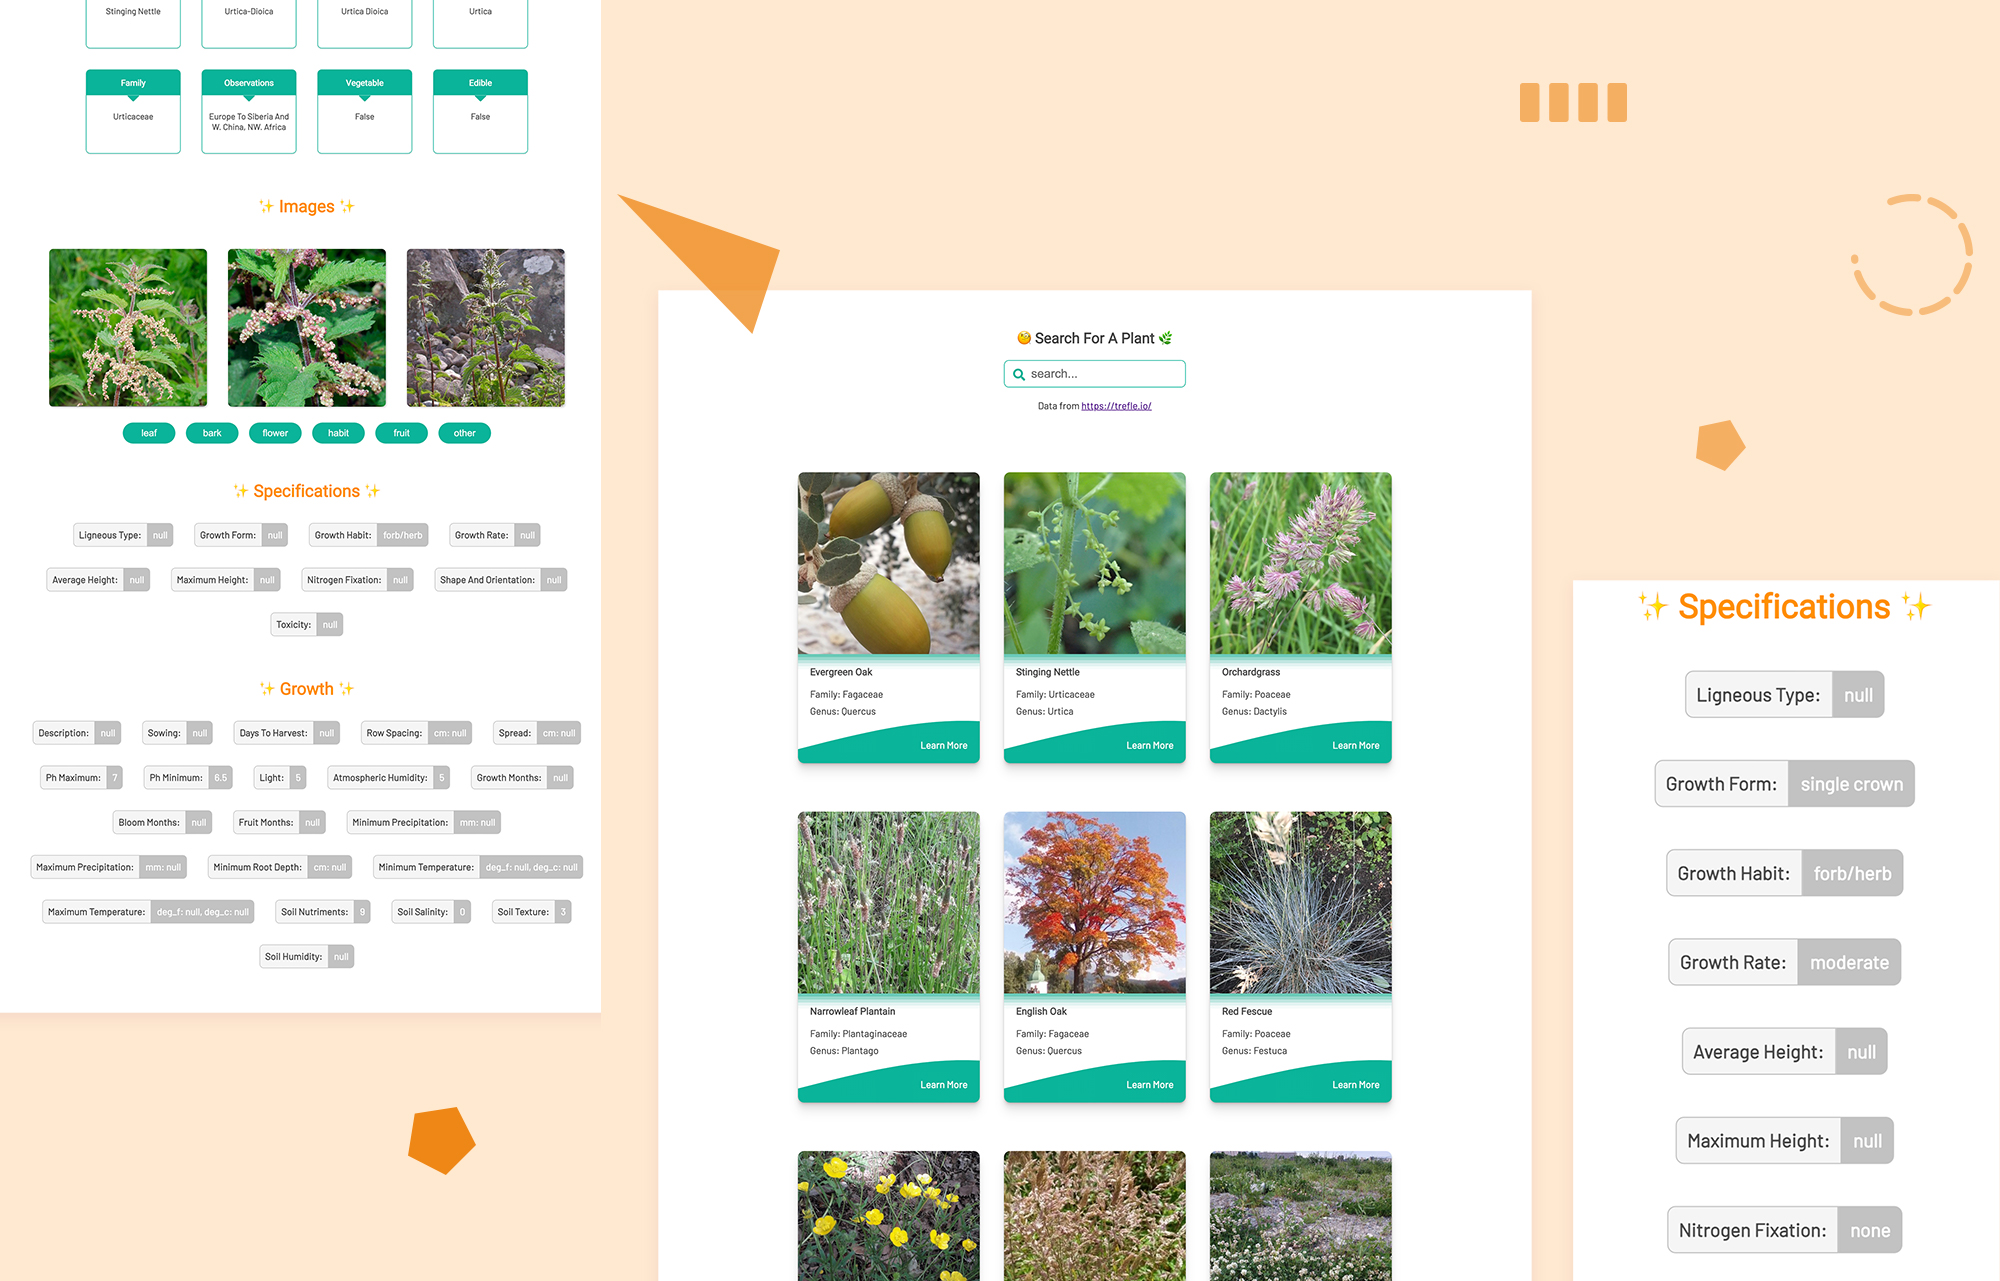 Stinging Nettle
Urtica-Dioica
Urtica Dioica
Urtica
Family
Observations
Vegetable
Edible
Urticaceae
Europe To Siberia And
W. China, NW. Africa
False
False
✨ Images ✨
leaf
bark
flower
habit
fruit
other
✨ Specifications ✨
Ligneous Type: null
Growth Form: null
Growth Habit: forb/herb
Growth Rate: null
Average Height: null
Maximum Height: null
Nitrogen Fixation: null
Shape And Orientation: null
Toxicity: null
✨ Growth ✨
Description: null
Sowing: null
Days To Harvest: null
Row Spacing: cm: null
Spread: cm: null
Ph Maximum: 7
Ph Minimum: 6.5
Light: 5
Atmospheric Humidity: 5
Growth Months: null
Bloom Months: null
Fruit Months: null
Minimum Precipitation: mm: null
Maximum Precipitation: mm: null
Minimum Root Depth: cm: null
Minimum Temperature: deg_f: null, deg_c: null
Maximum Temperature: deg_f: null, deg_c: null
Soil Nutriments: 9
Soil Salinity: 0
Soil Texture: 3
Soil Humidity: null
🧐 Search For A Plant 🌿
search...
Data from https://trefle.io/
Evergreen Oak
Family: Fagaceae
Genus: Quercus
Learn More
Stinging Nettle
Family: Urticaceae
Genus: Urtica
Learn More
Orchardgrass
Family: Poaceae
Genus: Dactylis
Learn More
Narrowleaf Plantain
Family: Plantaginaceae
Genus: Plantago
Learn More
English Oak
Family: Fagaceae
Genus: Quercus
Learn More
Red Fescue
Family: Poaceae
Genus: Festuca
Learn More
✨ Specifications ✨
Ligneous Type: null
Growth Form: single crown
Growth Habit: forb/herb
Growth Rate: moderate
Average Height: null
Maximum Height: null
Nitrogen Fixation: none